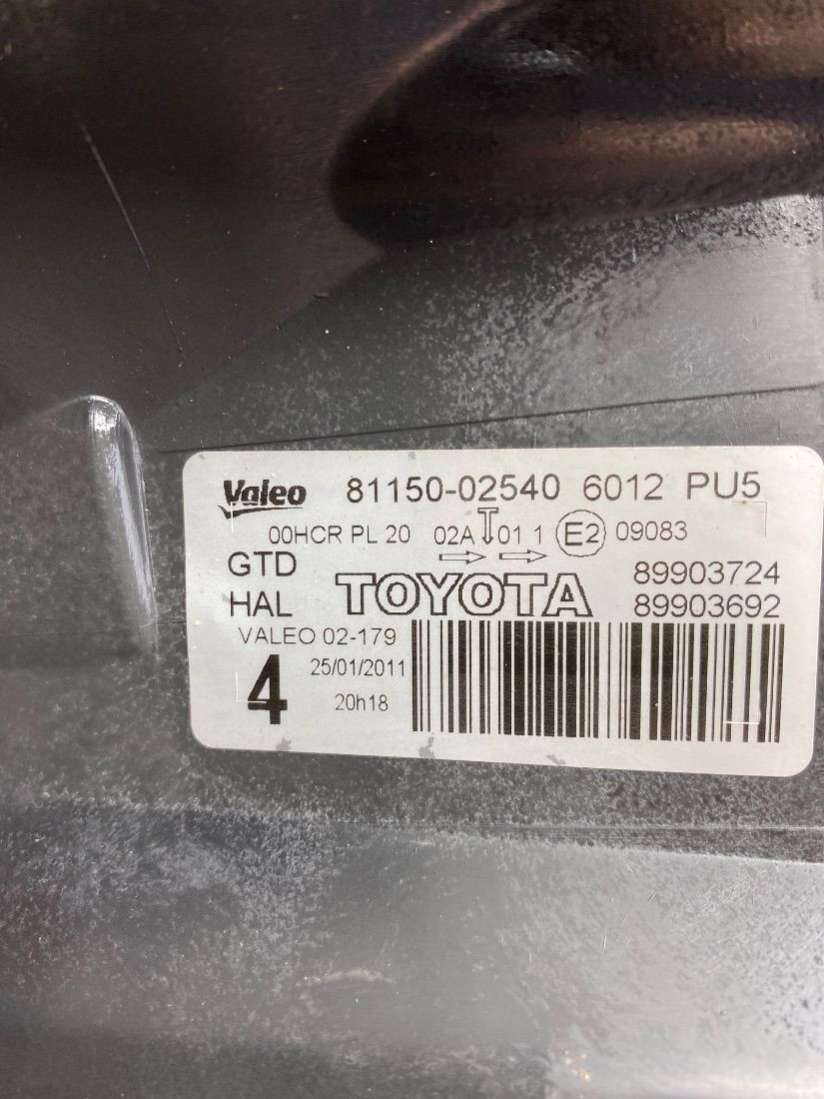 Valeo 81150-02540 6012 PU5
00HCR PL 20 02A 01 1 E2 09083
GTD TOYOTA 89903724
HAL 89903692
VALEO 02-179
4 25/01/2011
20h18